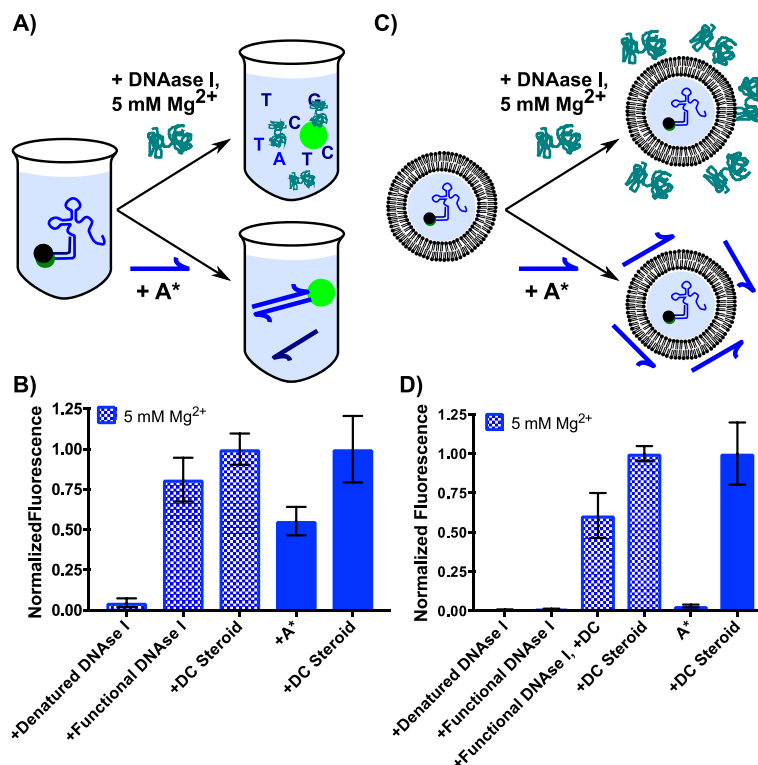 A)
+ DNAase I,
5 mM Mg2+
T G
C
T A T C
+ A*
B)
NormalizedFluorescence
1.25
1.00
0.75
0.50
0.25
0.00
5 mM Mg2+
+Denatured DNAse I
+Functional DNAse I
+DC Steroid
+A*
+DC Steroid
C)
+ DNAase I,
5 mM Mg2+
+ A*
D)
Normalized Fluorescence
1.25
1.00
0.75
0.50
0.25
0.00
5 mM Mg2+
+Denatured DNAse I
+Functional DNAse I
+Functional DNAse I, +DC
+DC Steroid
A*
+DC Steroid